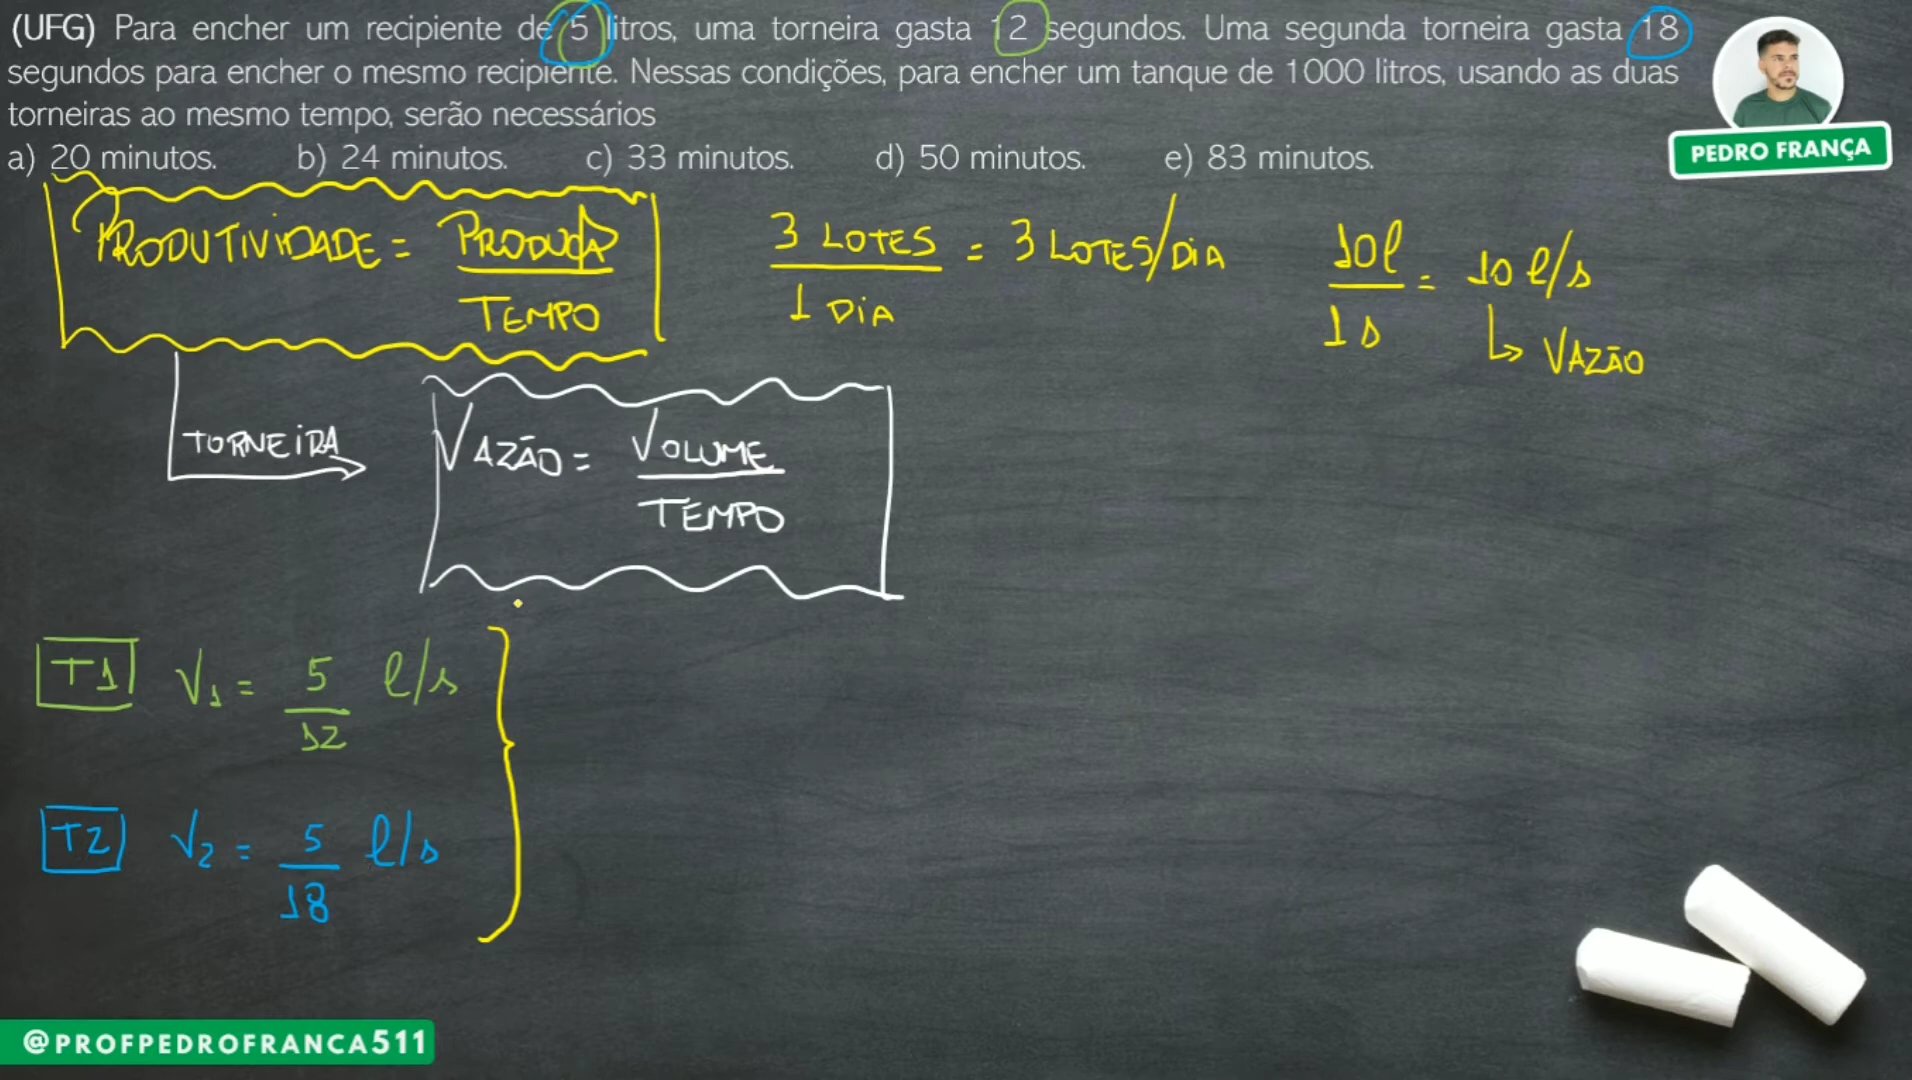 (UFG) Para encher um recipiente de 5 litros, uma torneira gasta 12 segundos. Uma segunda torneira gasta 18
segundos para encher o mesmo recipiente. Nessas condições, para encher um tanque de 1000 litros, usando as duas
torneiras ao mesmo tempo, serão necessários
a) 20 minutos. b) 24 minutos. c) 33 minutos. d) 50 minutos. e) 83 minutos.
PEDRO FRANÇA
PRODUTIVIDADE = PRODUÇÃO
TEMPO
3 LOTES = 3 LOTES/DIA
1 DIA
10l = 10 l/s
1s
↳ VAZÃO
TORNEIRA
VAZÃO = VOLUME
TEMPO
T1 V1 = 5 l/s
12
T2 V2 = 5 l/s
18
@PROFPEDROFRANCA511